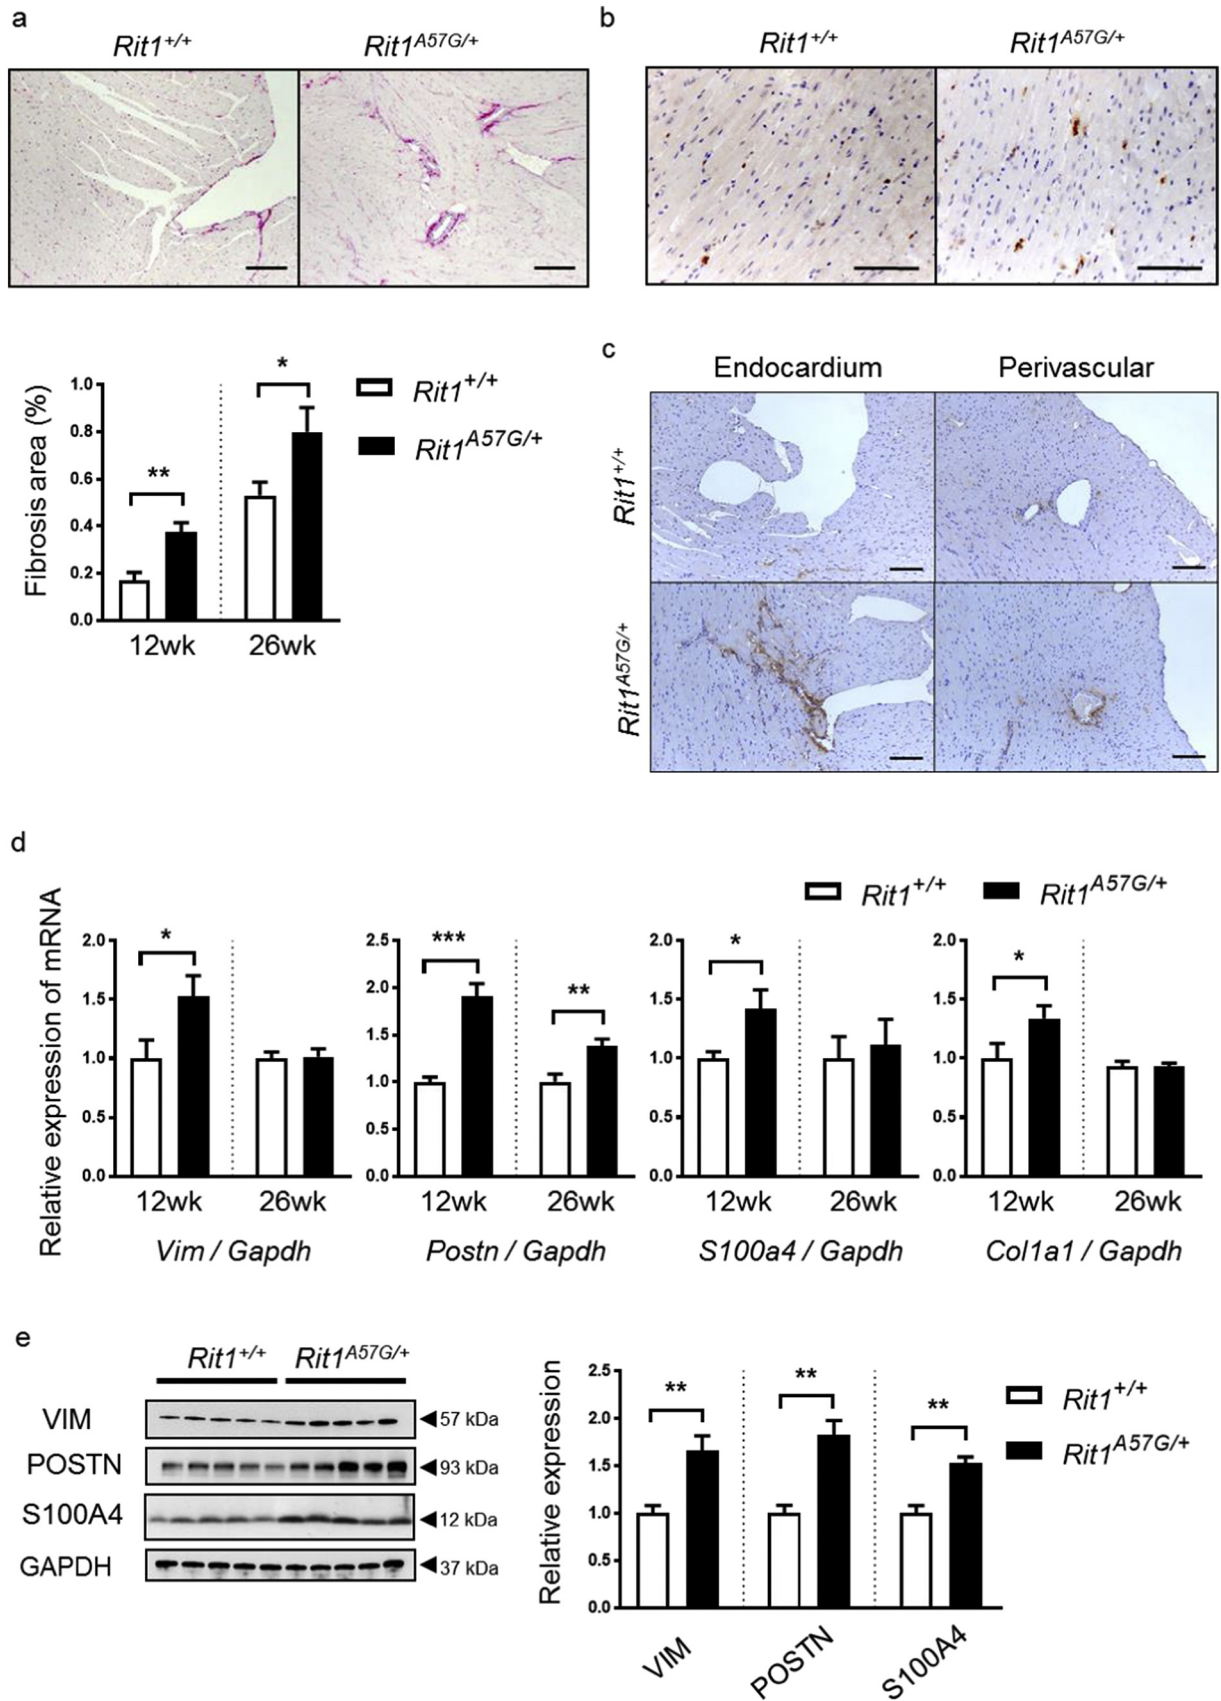 a
Rit1+/+ Rit1A57G/+
b
Rit1+/+ Rit1A57G/+
Fibrosis area (%)
1.0
0.8
0.6
0.4
0.2
0.0
**
*
12wk 26wk
Rit1+/+
Rit1A57G/+
c
Endocardium Perivascular
Rit1+/+
Rit1A57G/+
d
Rit1+/+ Rit1A57G/+
Relative expression of mRNA
2.0
1.5
1.0
0.5
0.0
*
12wk 26wk
Vim / Gapdh
2.5
2.0
1.5
1.0
0.5
0.0
***
**
12wk 26wk
Postn / Gapdh
2.0
1.5
1.0
0.5
0.0
*
12wk 26wk
S100a4 / Gapdh
2.0
1.5
1.0
0.5
0.0
*
12wk 26wk
Col1a1 / Gapdh
e
Rit1+/+ Rit1A57G/+
VIM 57 kDa
POSTN 93 kDa
S100A4 12 kDa
GAPDH 37 kDa
Relative expression
2.5
2.0
1.5
1.0
0.5
0.0
**
**
**
VIM POSTN S100A4
Rit1+/+
Rit1A57G/+